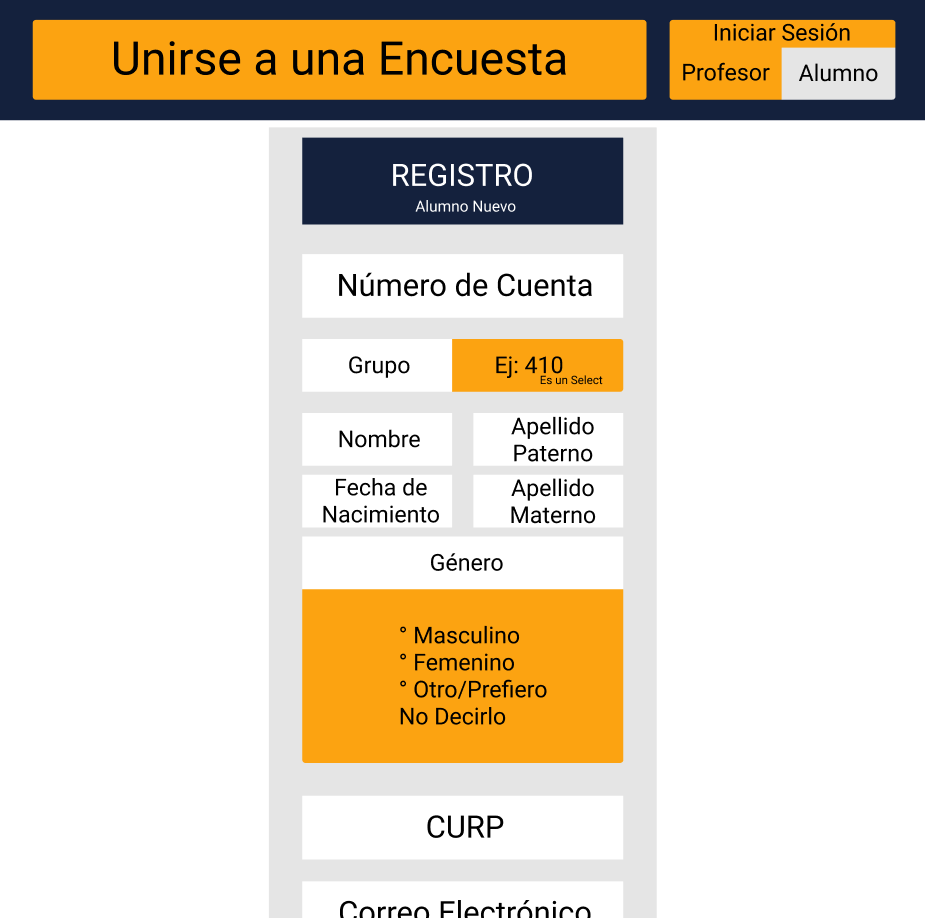 Unirse a una Encuesta
Iniciar Sesión
Profesor
Alumno
REGISTRO
Alumno Nuevo
Número de Cuenta
Grupo
Ej: 410
Es un Select
Nombre
Apellido
Paterno
Fecha de
Nacimiento
Apellido
Materno
Género
° Masculino
° Femenino
° Otro/Prefiero
No Decirlo
CURP
Correo Electrónico